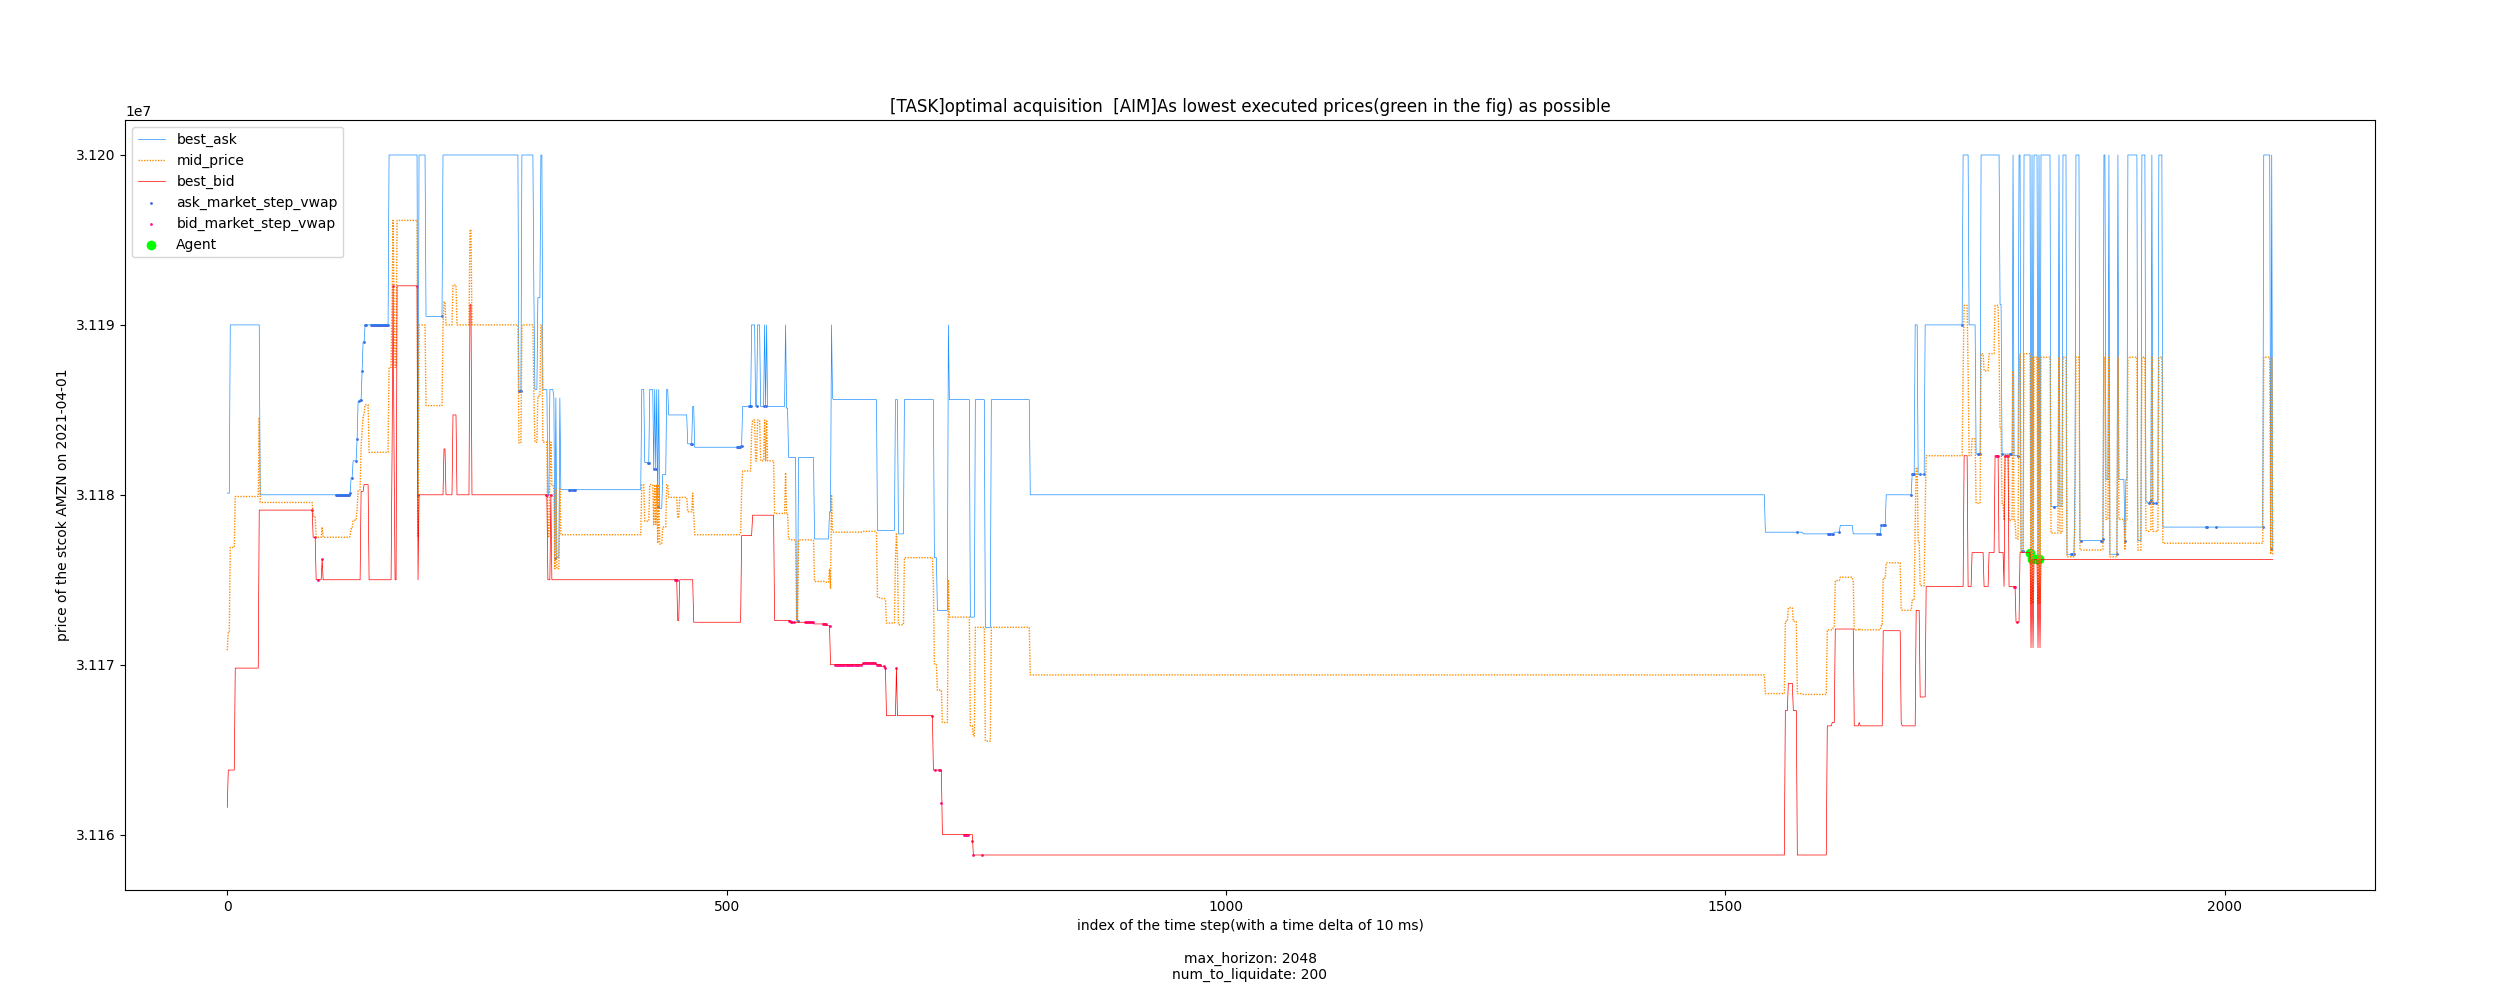 [TASK]optimal acquisition  [AIM]As lowest executed prices(green in the fig) as possible
1e7
best_ask
mid_price
best_bid
ask_market_step_vwap
bid_market_step_vwap
Agent
3.120
3.119
3.118
3.117
3.116
price of the stcok AMZN on 2021-04-01
0
500
1000
1500
2000
index of the time step(with a time delta of 10 ms)
max_horizon: 2048
num_to_liquidate: 200